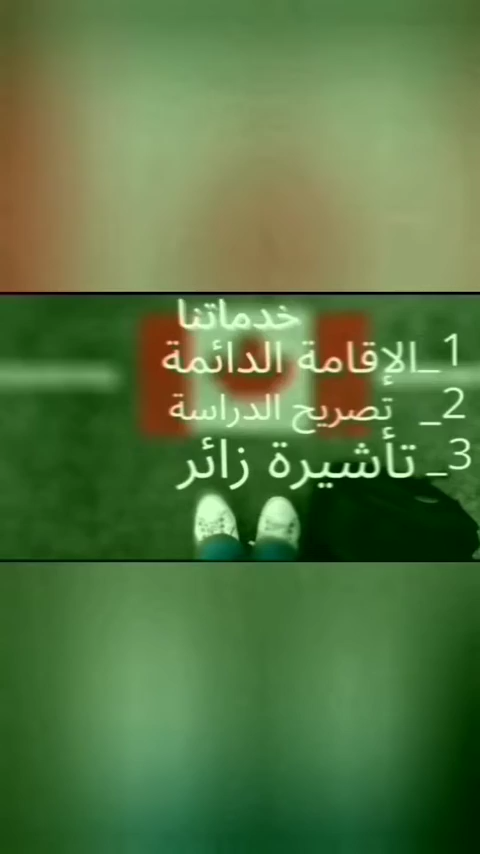 خدماتنا
1_الإقامة الدائمة
2_ تصريح الدراسة
3_ تأشيرة زائر